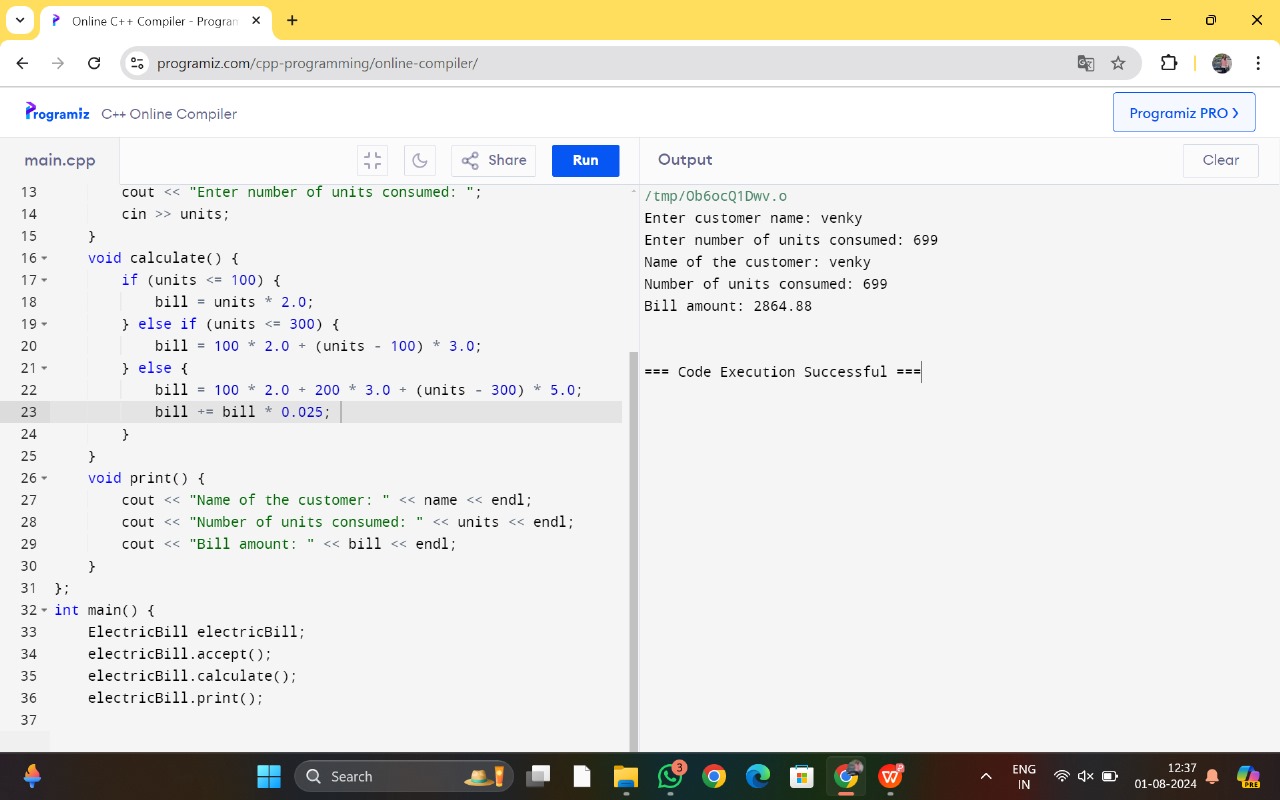 Online C++ Compiler - Program
programiz.com/cpp-programming/online-compiler/
Programiz C++ Online Compiler
Programiz PRO >
main.cpp
Share
Run
Output
Clear
13 cout << "Enter number of units consumed: ";
14 cin >> units;
15 }
16 void calculate() {
17 if (units <= 100) {
18 bill = units * 2.0;
19 } else if (units <= 300) {
20 bill = 100 * 2.0 + (units - 100) * 3.0;
21 } else {
22 bill = 100 * 2.0 + 200 * 3.0 + (units - 300) * 5.0;
23 bill += bill * 0.025;
24 }
25 }
26 void print() {
27 cout << "Name of the customer: " << name << endl;
28 cout << "Number of units consumed: " << units << endl;
29 cout << "Bill amount: " << bill << endl;
30 }
31 };
32 int main() {
33 ElectricBill electricBill;
34 electricBill.accept();
35 electricBill.calculate();
36 electricBill.print();
37
/tmp/Ob6ocQ1Dwv.o
Enter customer name: venky
Enter number of units consumed: 699
Name of the customer: venky
Number of units consumed: 699
Bill amount: 2864.88
=== Code Execution Successful ===
Search
3
ENG
IN
12:37
01-08-2024
PRE